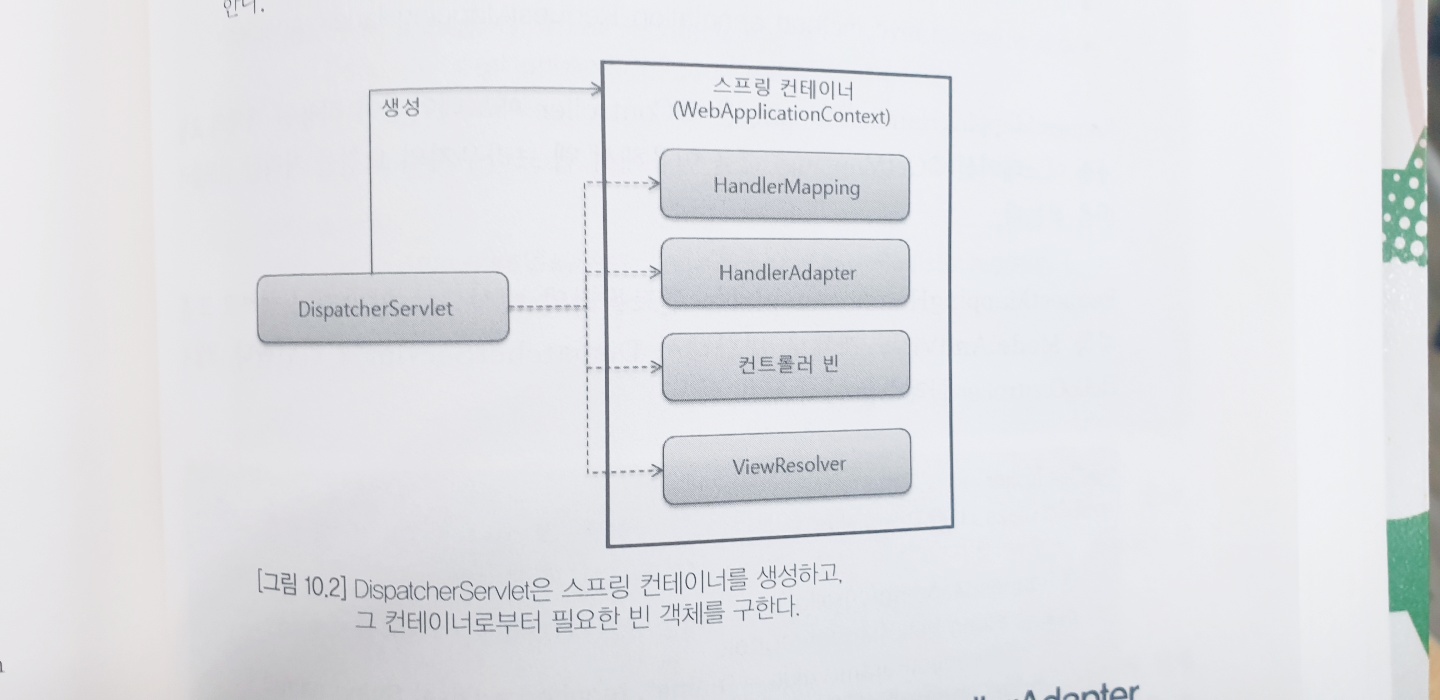 안다.
생성
스프링 컨테이너
(WebApplicationContext)
HandlerMapping
HandlerAdapter
DispatcherServlet
컨트롤러 빈
ViewResolver
[그림 10.2] DispatcherServlet은 스프링 컨테이너를 생성하고,
그 컨테이너로부터 필요한 빈 객체를 구한다.